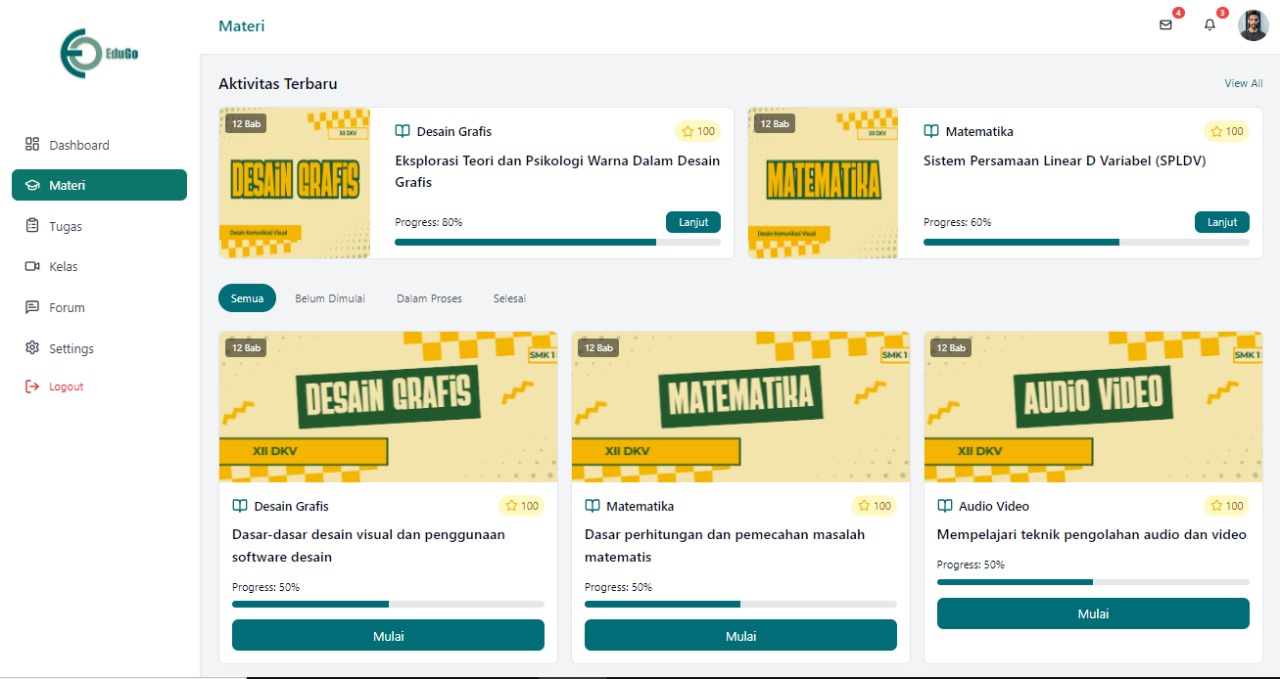 EduGo
Dashboard
Materi
Tugas
Kelas
Forum
Settings
Logout
Materi
4
3
Aktivitas Terbaru
View All
12 Bab
XII DKV
DESAIN GRAFIS
Desain Komunikasi Visual
Desain Grafis
100
Eksplorasi Teori dan Psikologi Warna Dalam Desain
Grafis
Progress: 80%
Lanjut
12 Bab
XII DKV
MATEMATIKA
Desain Komunikasi Visual
Matematika
100
Sistem Persamaan Linear D Variabel (SPLDV)
Progress: 60%
Lanjut
Semua
Belum Dimulai
Dalam Proses
Selesai
12 Bab
SMK 1
DESAIN GRAFIS
XII DKV
Desain Grafis
100
Dasar-dasar desain visual dan penggunaan
software desain
Progress: 50%
Mulai
12 Bab
SMK 1
MATEMATIKA
XII DKV
Matematika
100
Dasar perhitungan dan pemecahan masalah
matematis
Progress: 50%
Mulai
12 Bab
SMK 1
AUDIO VIDEO
XII DKV
Audio Video
100
Mempelajari teknik pengolahan audio dan video
Progress: 50%
Mulai